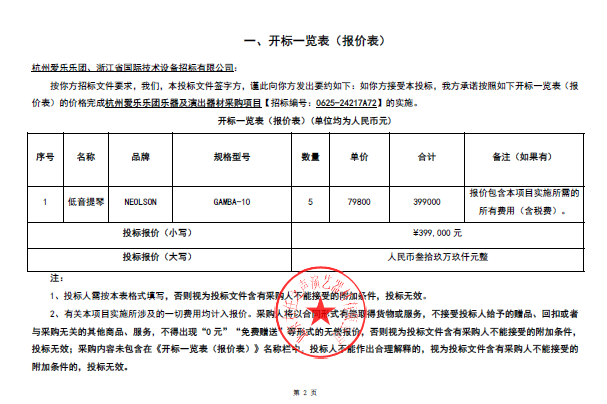 一、开标一览表（报价表）
杭州爱乐乐团、浙江省国际技术设备招标有限公司：
按你方招标文件要求，我们，本投标文件签字方，谨此向你方发出要约如下：如你方接受本投标，我方承诺按照如下开标一览表（报
价表）的价格完成杭州爱乐乐团乐器及演出器材采购项目【招标编号：0625-24217A72】的实施。
开标一览表（报价表）（单位均为人民币元）
序号 名称 品牌 规格型号 数量 单价 合计 备注（如果有）
1 低音提琴 NEOLSON GAMBA-10 5 79800 399000 报价包含本项目实施所需的
所有费用（含税费）。
投标报价（小写） ¥399,000 元
投标报价（大写） 人民币叁拾玖万玖仟元整
注：
1、投标人需按本表格式填写，否则视为投标文件含有采购人不能接受的附加条件，投标无效。
2、有关本项目实施所涉及的一切费用均计入报价。采购人将以合同形式有偿取得货物或服务，不接受投标人给予的赠品、回扣或者
与采购无关的其他商品、服务，不得出现“0 元”“免费赠送”等形式的无偿报价，否则视为投标文件含有采购人不能接受的附加条件，
投标无效；采购内容未包含在《开标一览表（报价表）》名称栏中，投标人不能作出合理解释的，视为投标文件含有采购人不能接受的
附加条件的，投标无效。
第 2 页